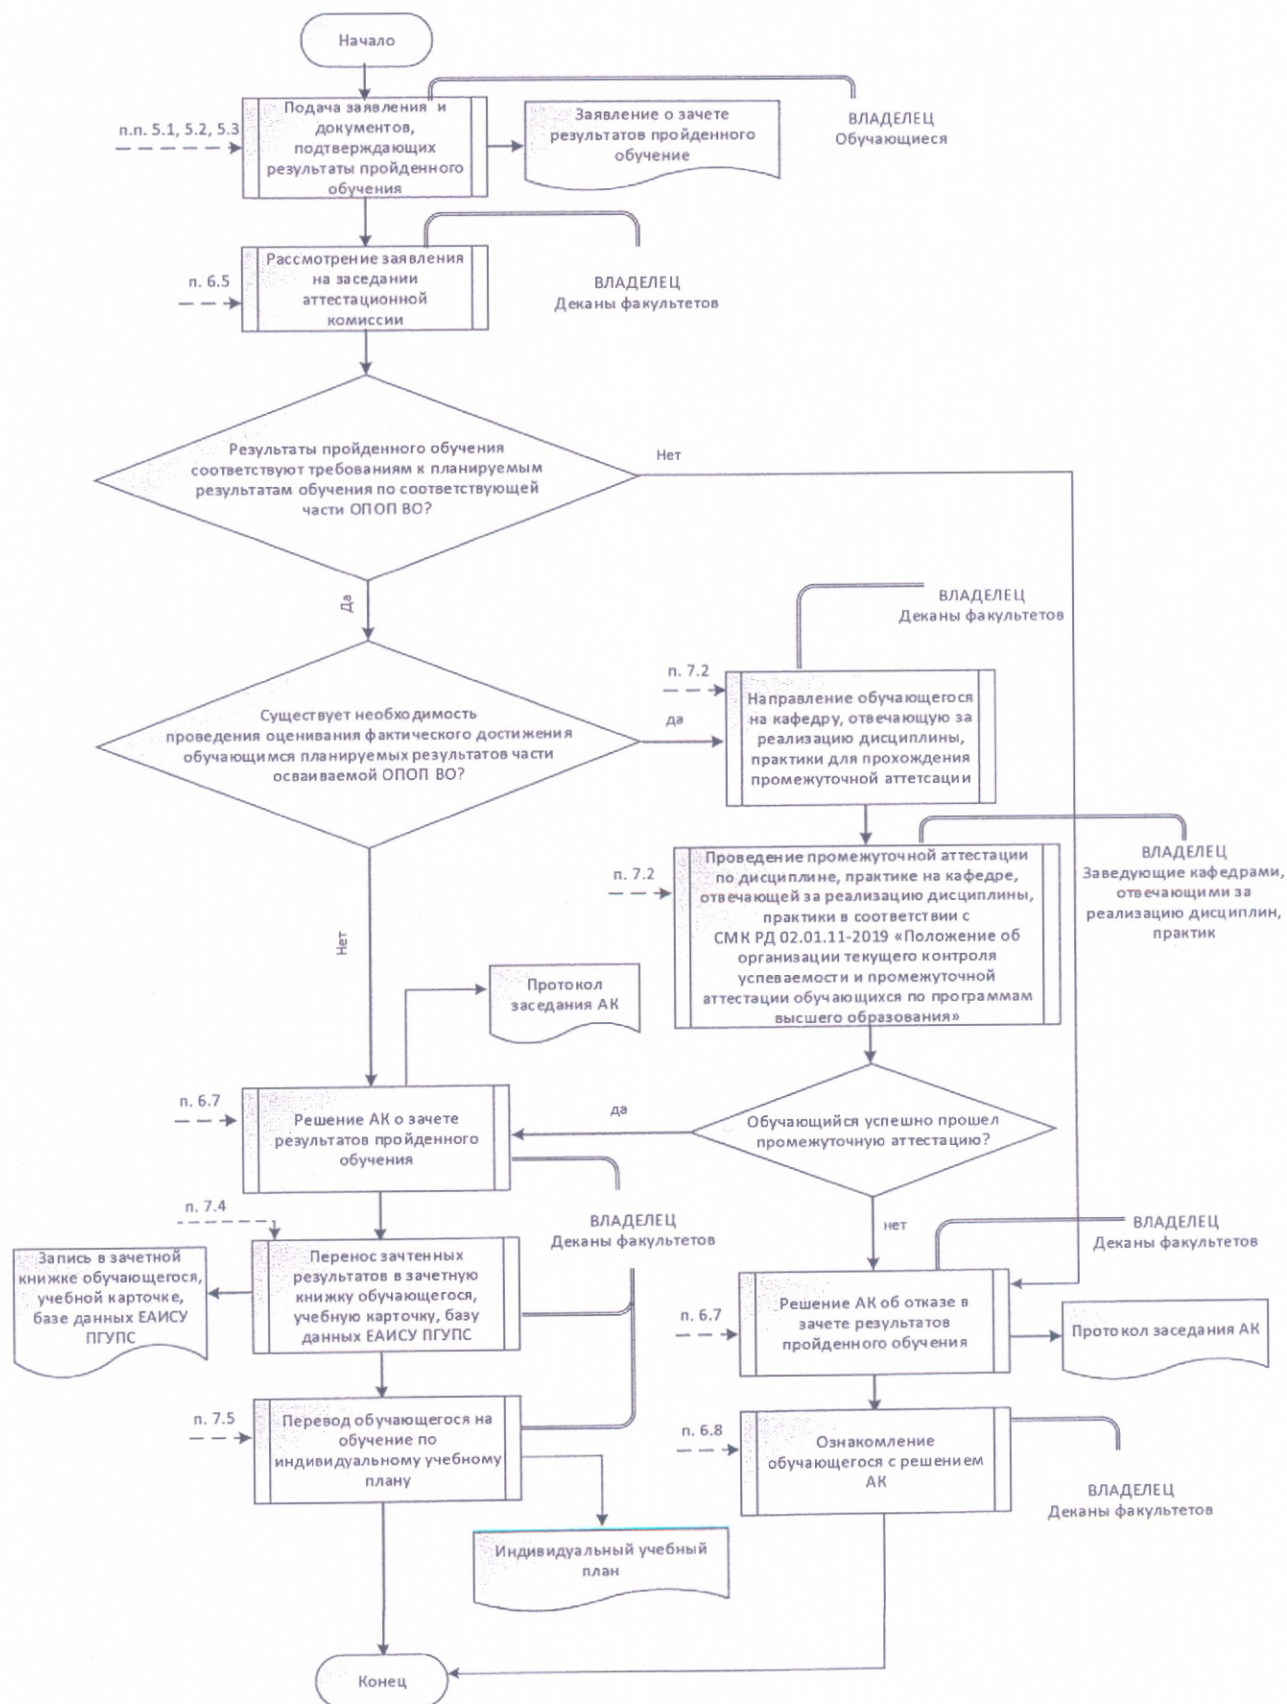 Начало
п.п. 5.1, 5.2, 5.3
Подача заявления и
документов,
подтверждающих
результаты пройденного
обучения
Заявление о зачете
результатов пройденного
обучение
ВЛАДЕЛЕЦ
Обучающиеся
п. 6.5
Рассмотрение заявления
на заседании
аттестационной
комиссии
ВЛАДЕЛЕЦ
Деканы факультетов
Результаты пройденного обучения
соответствуют требованиям к планируемым
результатам обучения по соответствующей
части ОПОП ВО?
Нет
Да
ВЛАДЕЛЕЦ
Деканы факультетов
Существует необходимость
проведения оценивания фактического достижения
обучающимся планируемых результатов части
осваиваемой ОПОП ВО?
да
п. 7.2
Направление обучающегося
на кафедру, отвечающую за
реализацию дисциплины,
практики для прохождения
промежуточной аттетсации
п. 7.2
Проведение промежуточной аттестации
по дисциплине, практике на кафедре,
отвечающей за реализацию дисциплины,
практики в соответствии с
СМК РД 02.01.11-2019 «Положение об
организации текущего контроля
успеваемости и промежуточной
аттестации обучающихся по программам
высшего образования»
ВЛАДЕЛЕЦ
Заведующие кафедрами,
отвечающими за
реализацию дисциплин,
практик
Нет
Протокол
заседания АК
п. 6.7
Решение АК о зачете
результатов пройденного
обучения
да
Обучающийся успешно прошел
промежуточную аттестацию?
нет
п. 7.4
Запись в зачетной
книжке обучающегося,
учебной карточке,
базе данных ЕАИСУ
ПГУПС
Перенос зачтенных
результатов в зачетную
книжку обучающегося,
учебную карточку, базу
данных ЕАИСУ ПГУПС
ВЛАДЕЛЕЦ
Деканы факультетов
ВЛАДЕЛЕЦ
Деканы факультетов
п. 6.7
Решение АК об отказе в
зачете результатов
пройденного обучения
Протокол заседания АК
п. 7.5
Перевод обучающегося на
обучение по
индивидуальному учебному
плану
п. 6.8
Ознакомление
обучающегося с решением
АК
ВЛАДЕЛЕЦ
Деканы факультетов
Индивидуальный учебный
план
Конец